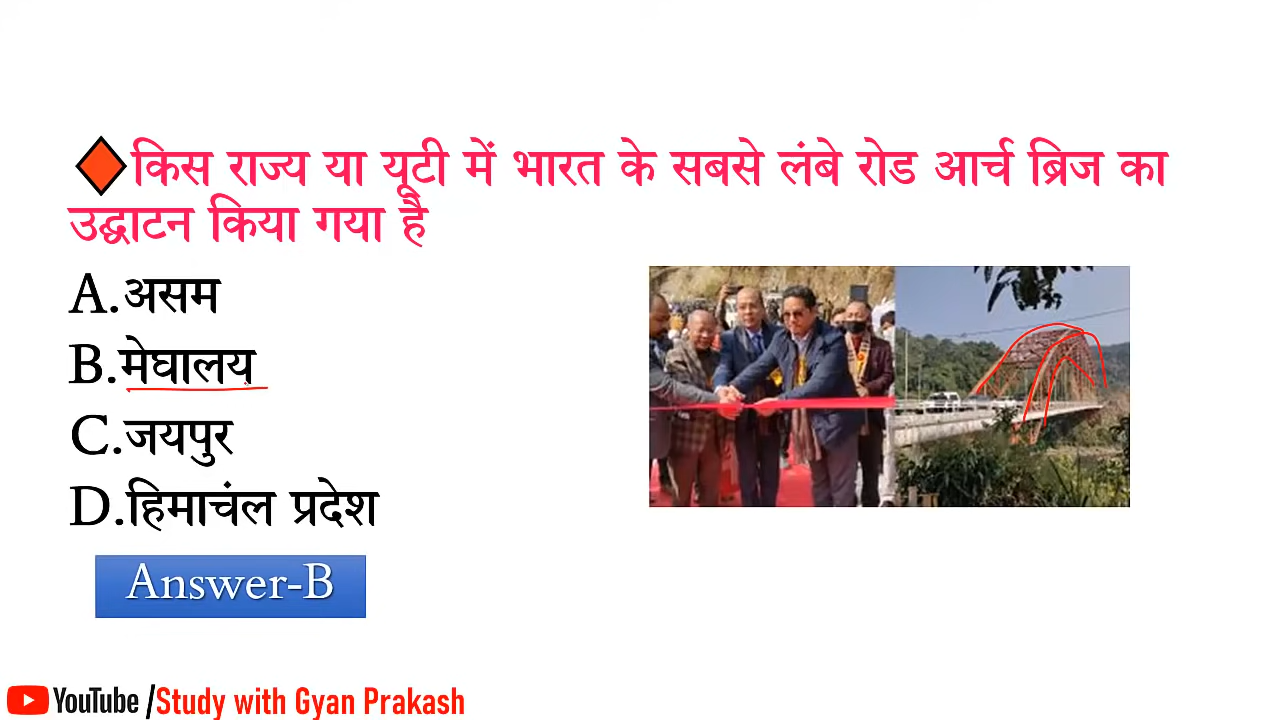 किस राज्य या यूटी में भारत के सबसे लंबे रोड आर्च ब्रिज का
उद्घाटन किया गया है
A.असम
B.मेघालय
C.जयपुर
D.हिमाचंल प्रदेश
Answer-B
YouTube /Study with Gyan Prakash